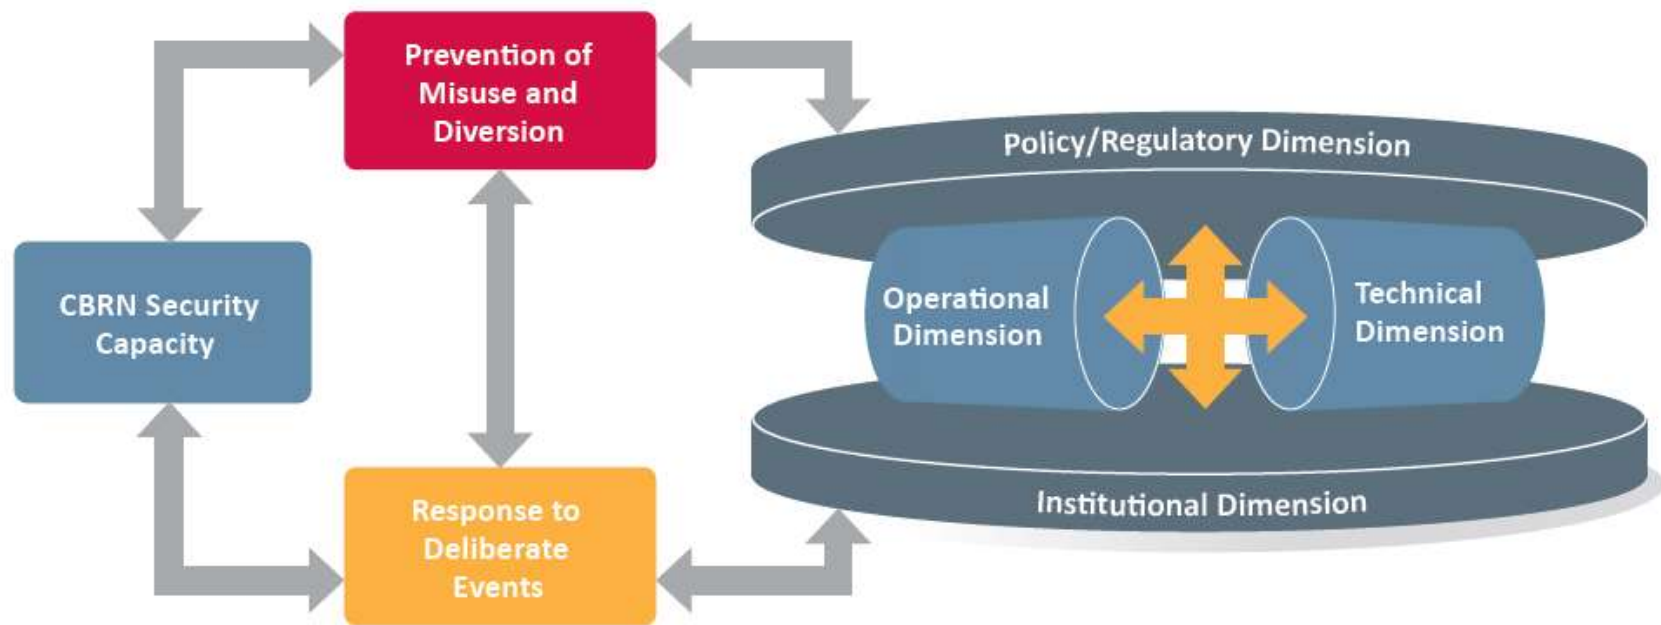 Prevention of
Misuse and
Diversion
Policy/Regulatory Dimension
CBRN Security
Capacity
Operational
Dimension
Technical
Dimension
Response to
Deliberate
Events
Institutional Dimension